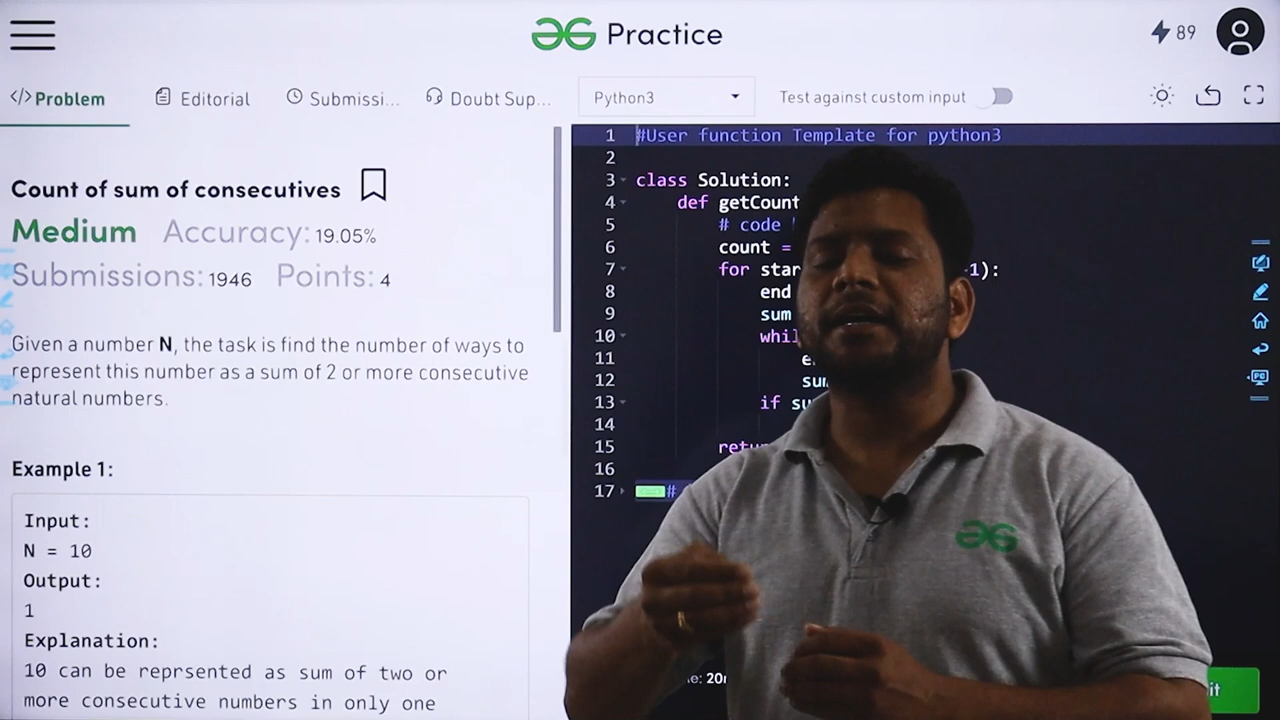 Practice
89
</>Problem
Editorial
Submissi...
Doubt Sup...
Python3
Test against custom input
Count of sum of consecutives
Medium Accuracy: 19.05%
Submissions: 1946 Points: 4
Given a number N, the task is find the number of ways to
represent this number as a sum of 2 or more consecutive
natural numbers.
Example 1:
Input:
N = 10
Output:
1
Explanation:
10 can be reprsented as sum of two or
more consecutive numbers in only one
1 #User function Template for python3
2
3 class Solution:
4 def getCount
5 # code
6 count =
7 for star -1):
8 end
9 sum
10 whil
11
12 sum
13 if su
14
15 retu
16
17 #
e: 20
it